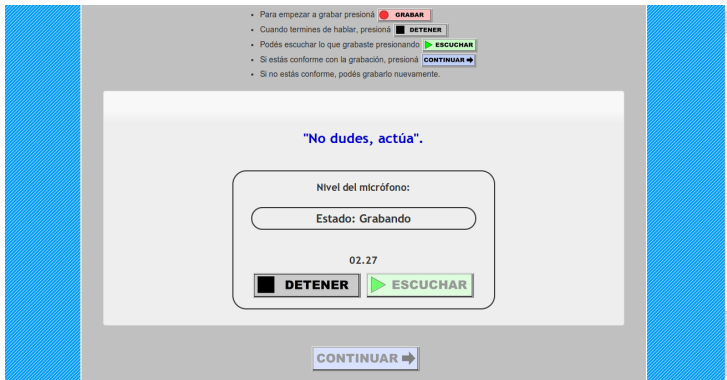 Para empezar a grabar presioná GRABAR
Cuando termines de hablar, presioná DETENER
Podés escuchar lo que grabaste presionando ESCUCHAR
Si estás conforme con la grabación, presioná CONTINUAR
Si no estás conforme, podés grabarlo nuevamente.
"No dudes, actúa".
Nivel del micrófono:
Estado: Grabando
02.27
DETENER ESCUCHAR
CONTINUAR